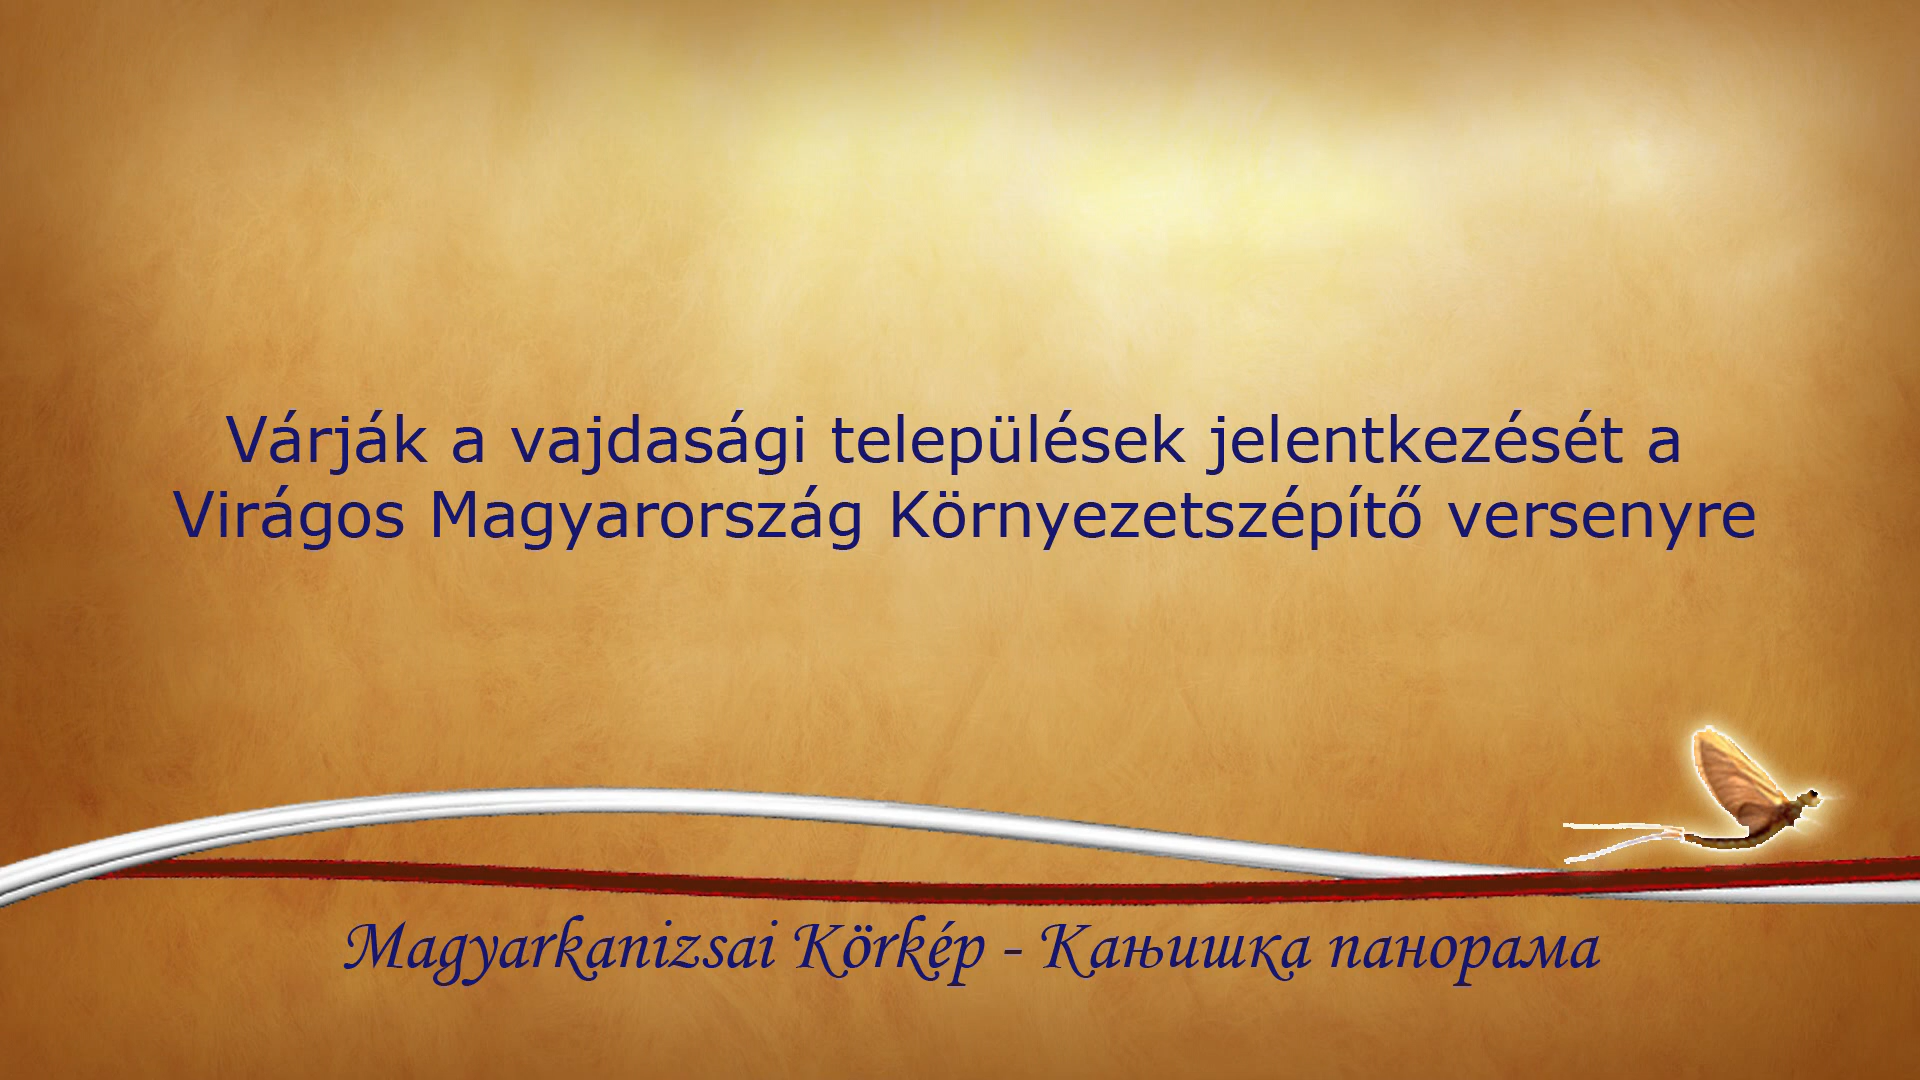 Várják a vajdasági települések jelentkezését a
Virágos Magyarország Környezetszépítő versenyre
Magyarkanizsai Körkép - Кањишка панорама